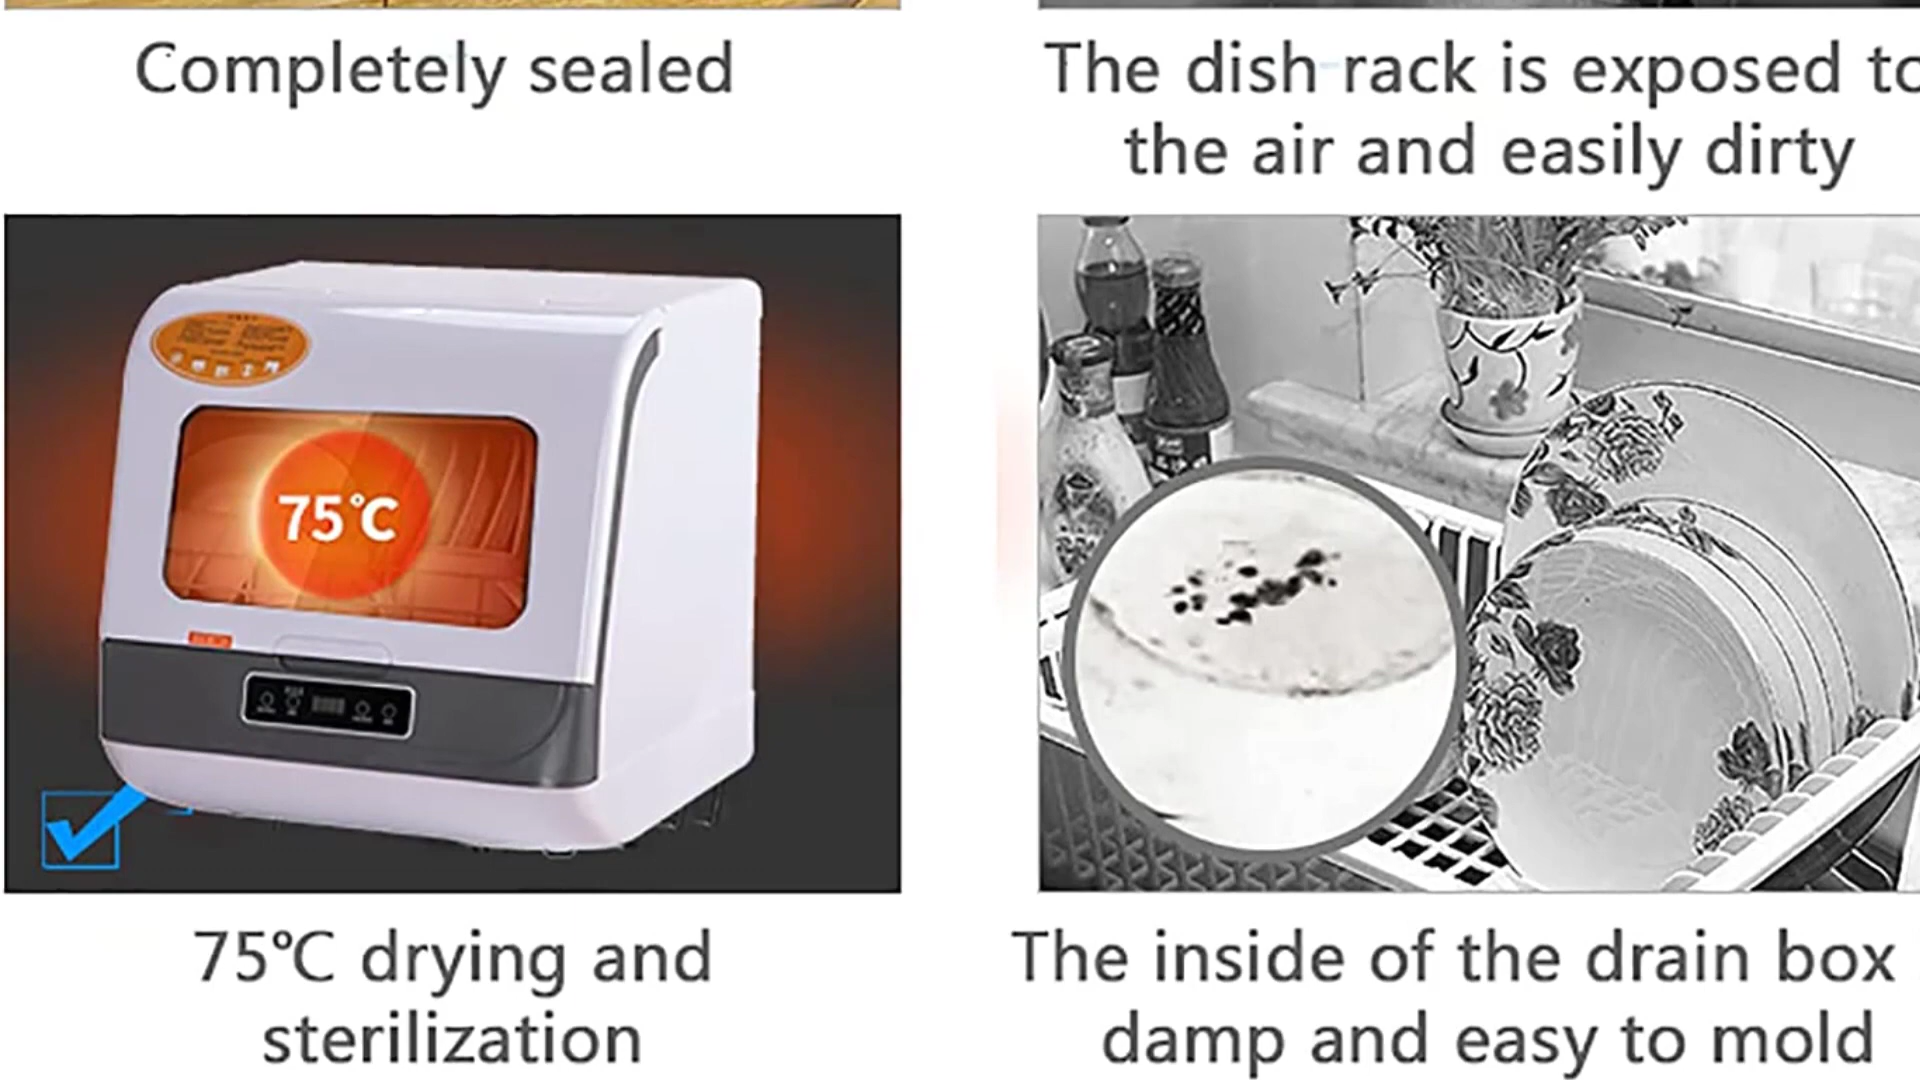 Completely sealed
The dish rack is exposed to
the air and easily dirty
75°C
75℃ drying and
sterilization
The inside of the drain box
damp and easy to mold